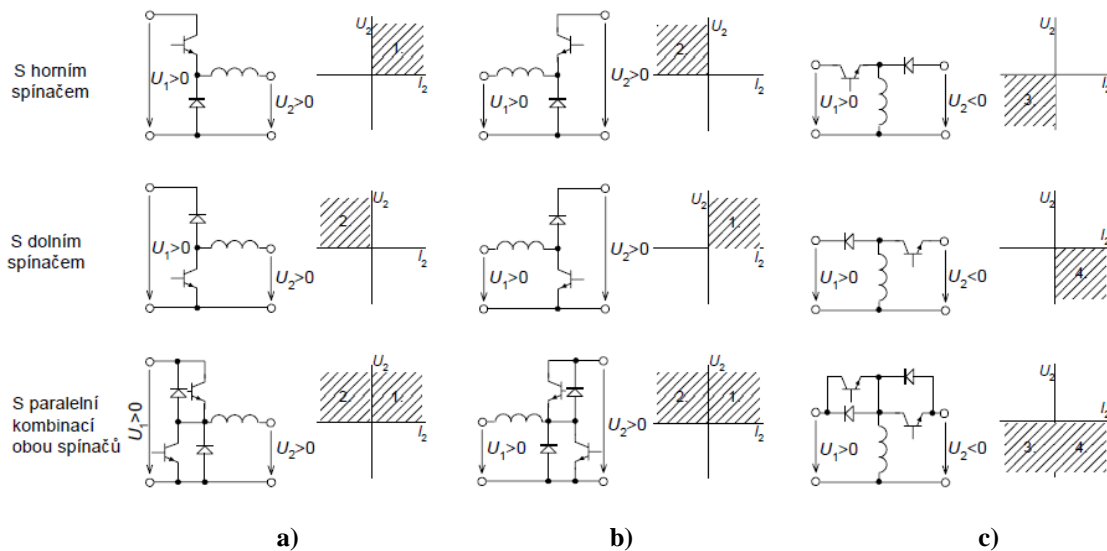 S horním
spínačem
U1>0
U2>0
U2
1.
I2
U1>0
U2>0
U2
2.
I2
U1>0
U2<0
U2
3.
I2
S dolním
spínačem
U1>0
U2>0
U2
2.
I2
U1>0
U2>0
U2
1.
I2
U1>0
U2<0
U2
4.
I2
S paralelní
kombinací
obou spínačů
U1>0
U2>0
U2
2.
1.
I2
U1>0
U2>0
U2
2.
1.
I2
U1>0
U2<0
U2
3.
4.
I2
a)
b)
c)